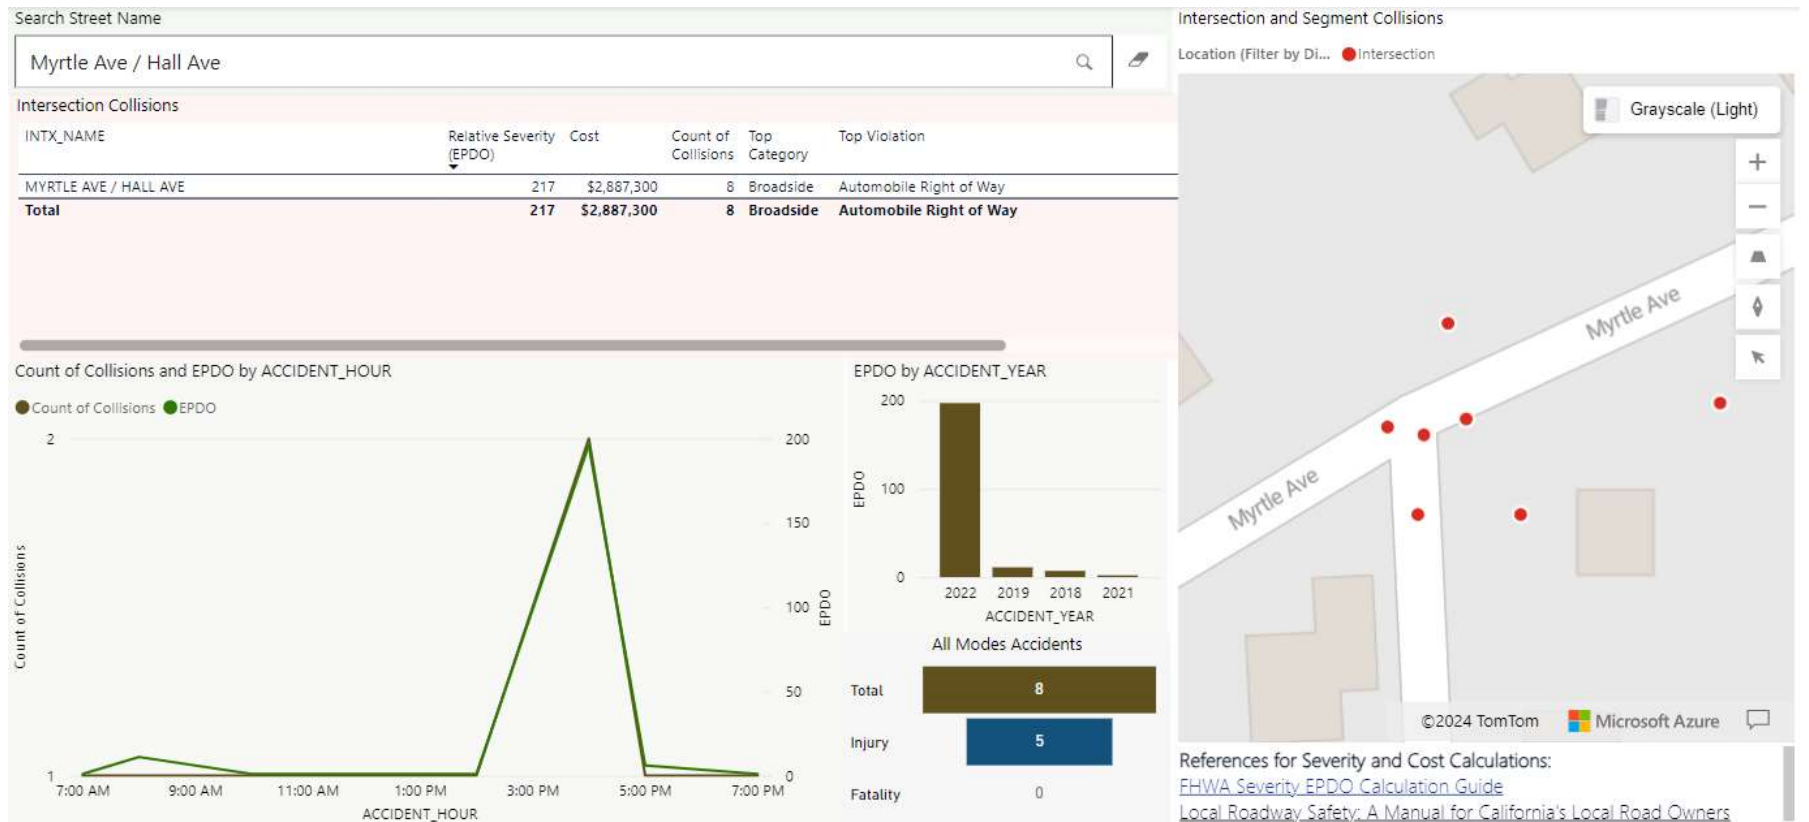 Search Street Name
Myrtle Ave / Hall Ave
Intersection Collisions
INTX_NAME
Relative Severity (EPDO)
Cost
Count of Collisions
Top Category
Top Violation
MYRTLE AVE / HALL AVE 217 $2,887,300 8 Broadside Automobile Right of Way
Total 217 $2,887,300 8 Broadside Automobile Right of Way
Count of Collisions and EPDO by ACCIDENT_HOUR
Count of Collisions EPDO
2
1
Count of Collisions
200
150
100
50
0
EPDO
7:00 AM 9:00 AM 11:00 AM 1:00 PM 3:00 PM 5:00 PM 7:00 PM
ACCIDENT_HOUR
EPDO by ACCIDENT_YEAR
200
100
0
EPDO
2022 2019 2018 2021
ACCIDENT_YEAR
All Modes Accidents
Total 8
Injury 5
Fatality 0
Intersection and Segment Collisions
Location (Filter by Di... Intersection
Grayscale (Light)
+
−
Myrtle Ave
Myrtle Ave
©2024 TomTom Microsoft Azure
References for Severity and Cost Calculations:
FHWA Severity EPDO Calculation Guide
Local Roadway Safety: A Manual for California's Local Road Owners